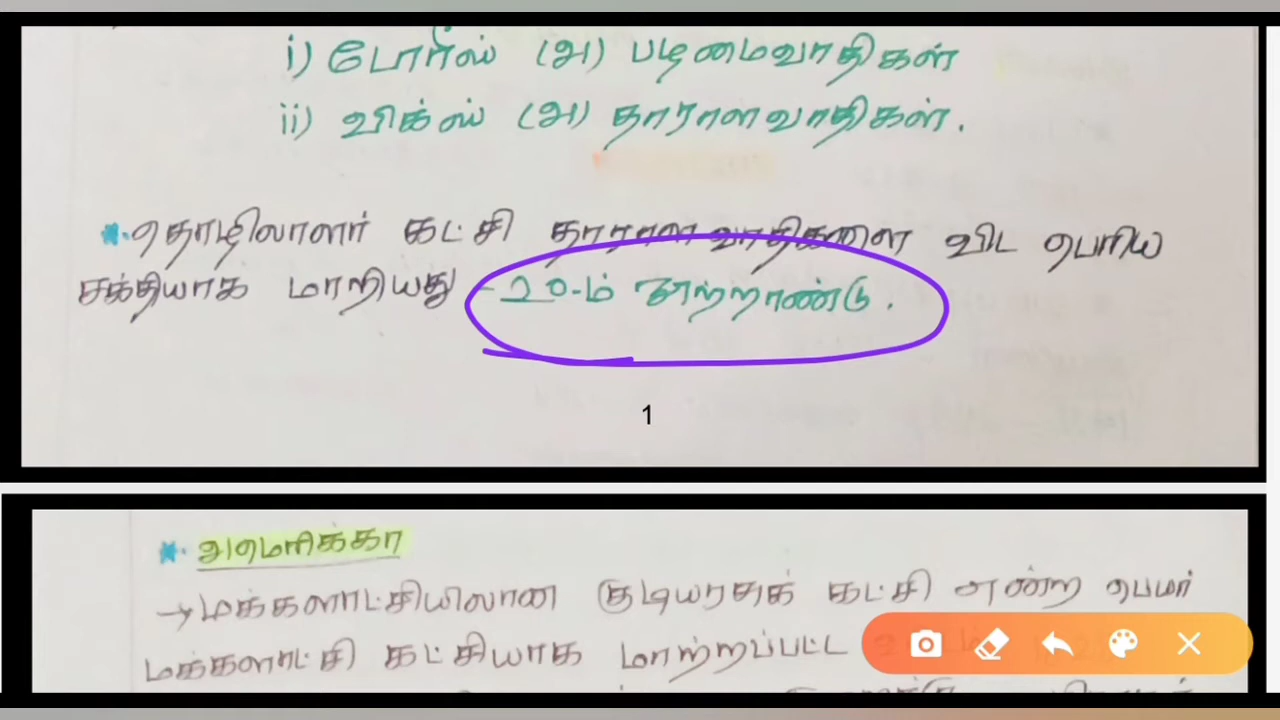 i) டோரீஸ் (அ) பழமைவாதிகள்
ii) விக்ஸ் (அ) தாராளவாதிகள்.
*. தொழிலாளர் கட்சி தாராளவாதிகளை விட பெரிய
சக்தியாக மாறியது - 20-ம் நூற்றாண்டு.
1
*. அமெரிக்கா
→ மக்களாட்சியிலான குடியரசுக் கட்சி என்ற பெயர்
மக்களாட்சி கட்சியாக மாற்றப்பட்ட